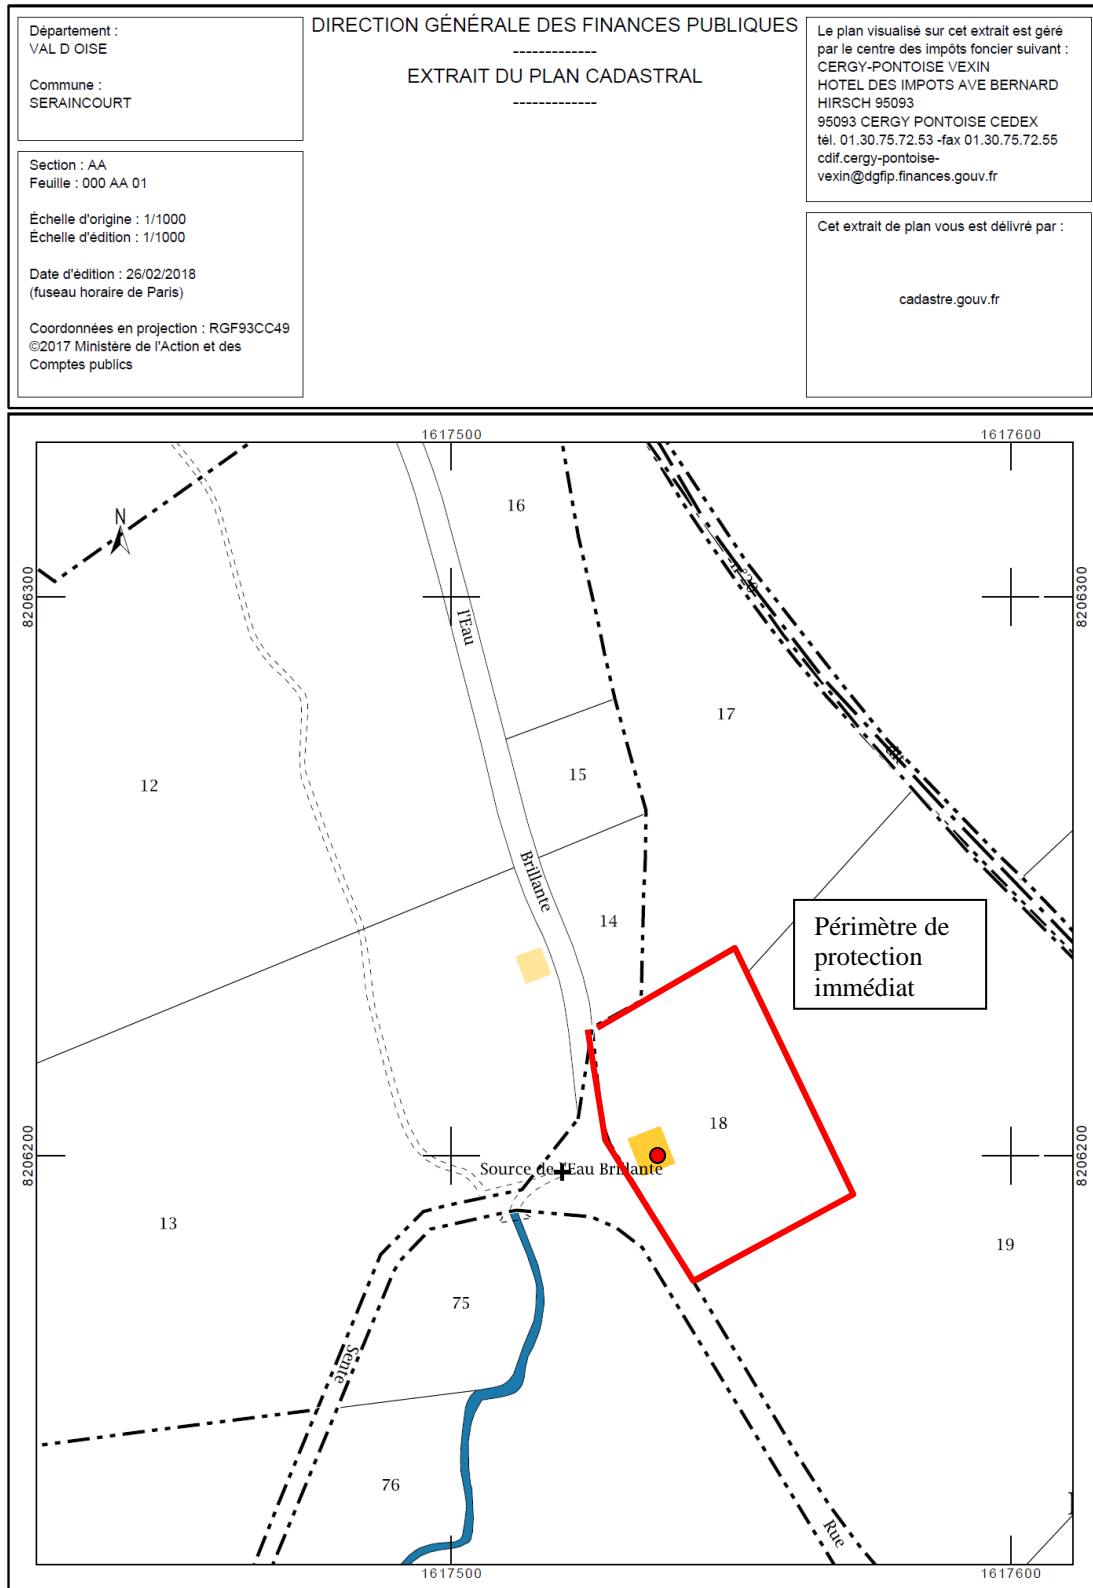 Département :
VAL D OISE
Commune :
SERAINCOURT
Section : AA
Feuille : 000 AA 01
Échelle d'origine : 1/1000
Échelle d'édition : 1/1000
Date d'édition : 26/02/2018
(fuseau horaire de Paris)
Coordonnées en projection : RGF93CC49
©2017 Ministère de l'Action et des
Comptes publics
DIRECTION GÉNÉRALE DES FINANCES PUBLIQUES
-------------
EXTRAIT DU PLAN CADASTRAL
-------------
Le plan visualisé sur cet extrait est géré
par le centre des impôts foncier suivant :
CERGY-PONTOISE VEXIN
HOTEL DES IMPOTS AVE BERNARD
HIRSCH 95093
95093 CERGY PONTOISE CEDEX
tél. 01.30.75.72.53 -fax 01.30.75.72.55
cdif.cergy-pontoise-
vexin@dgfip.finances.gouv.fr
Cet extrait de plan vous est délivré par :
cadastre.gouv.fr
1617500
1617600
16
N
8206300
8206300
n°28
l'Eau
17
15
12
Brillante
14
Périmètre de
protection
immédiat
18
8206200
8206200
Source de l'Eau Brillante
13
19
75
Sente
76
Rue
1617500
1617600